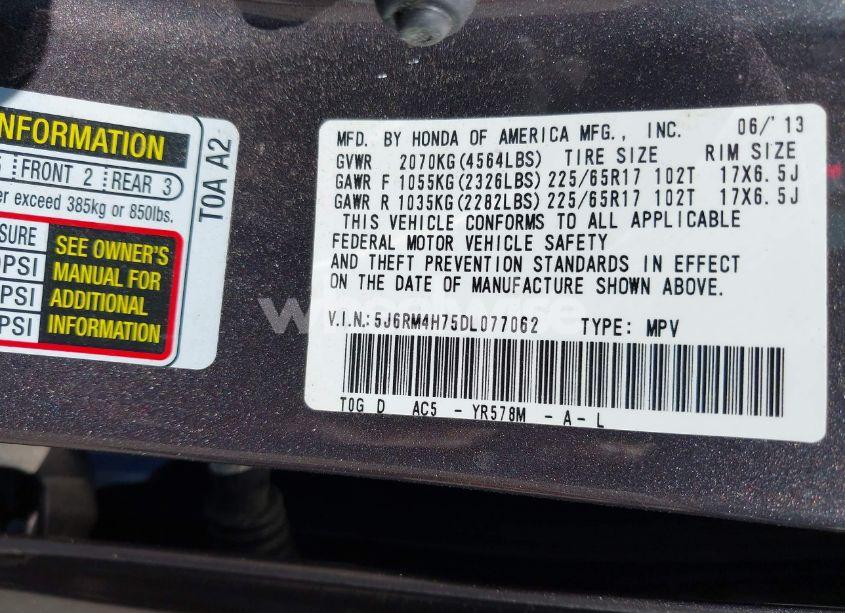 NFORMATION
5 FRONT 2 REAR 3
er exceed 385kg or 850lbs.
SURE
SEE OWNER'S
0PSI
MANUAL FOR
PSI
ADDITIONAL
PSI
INFORMATION
T0A A2
MFD. BY HONDA OF AMERICA MFG., INC. 06/'13
GVWR 2070KG(4564LBS) TIRE SIZE RIM SIZE
GAWR F 1055KG(2326LBS) 225/65R17 102T 17X6.5J
GAWR R 1035KG(2282LBS) 225/65R17 102T 17X6.5J
THIS VEHICLE CONFORMS TO ALL APPLICABLE
FEDERAL MOTOR VEHICLE SAFETY
AND THEFT PREVENTION STANDARDS IN EFFECT
ON THE DATE OF MANUFACTURE SHOWN ABOVE.
V.I.N.:5J6RM4H75DL077062 TYPE: MPV
T0G D AC5 - YR578M - A - L